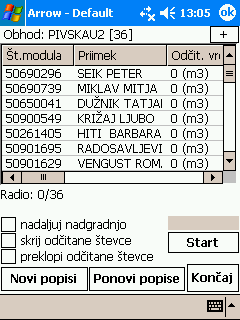 Arrow - Default 13:05 ok
Obhod: PIVSKAU2 [36] +
Št.modula Priimek Odčit. vre
50690296 SEIK PETER 0 (m3)
50690739 MIKLAV MITJA 0 (m3)
50650041 DUŽNIK TATJAI 0 (m3)
50900549 KRIŽAJ LJUBO 0 (m3)
50261405 HITI BARBARA 0 (m3)
50901695 RADOSAVLJEVI 0 (m3)
50901629 VENGUST ROM. 0 (m3)
Radio: 0/36
nadaljuj nadgradnjo
skrij odčitane števce
preklopi odčitane števce
Start
Novi popisi Ponovi popise Končaj